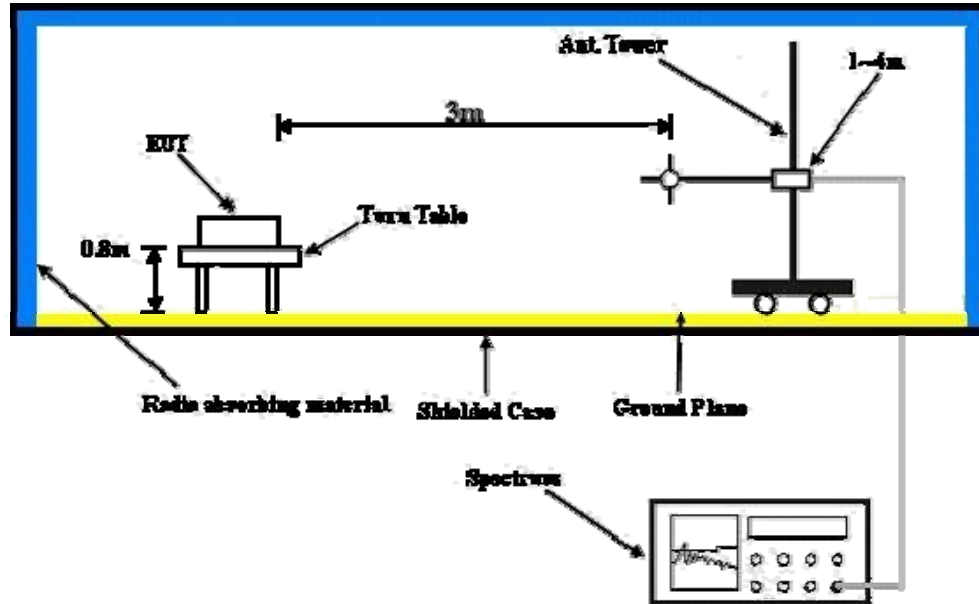 Ant. Tower
1~4m
3m
EUT
Turn Table
0.8m
Radio absorbing material
Shielded Case
Ground Plane
Spectrum